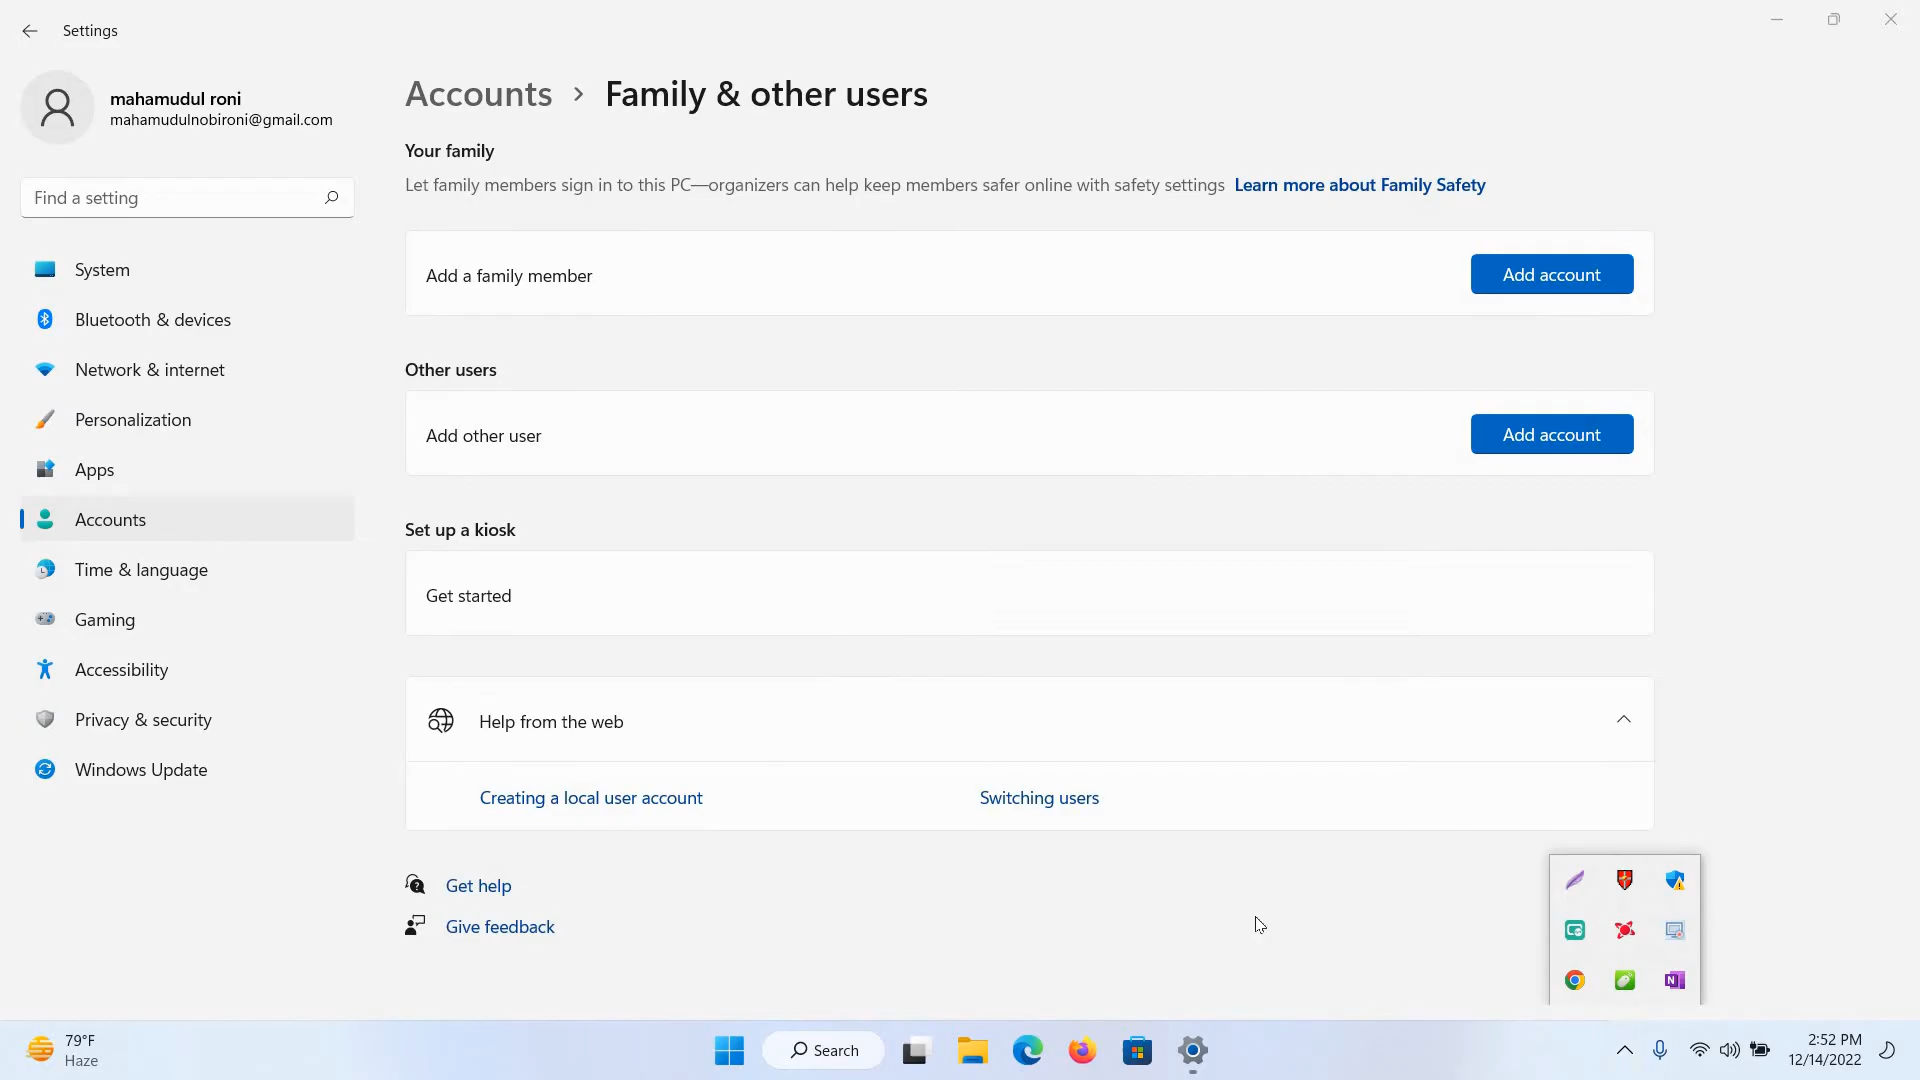 Settings
mahamudul roni
mahamudulnobironi@gmail.com
Find a setting
System
Bluetooth & devices
Network & internet
Personalization
Apps
Accounts
Time & language
Gaming
Accessibility
Privacy & security
Windows Update
Accounts > Family & other users
Your family
Let family members sign in to this PC—organizers can help keep members safer online with safety settings Learn more about Family Safety
Add a family member Add account
Other users
Add other user Add account
Set up a kiosk
Get started
Help from the web
Creating a local user account Switching users
Get help
Give feedback
79°F
Haze
Search
2:52 PM
12/14/2022